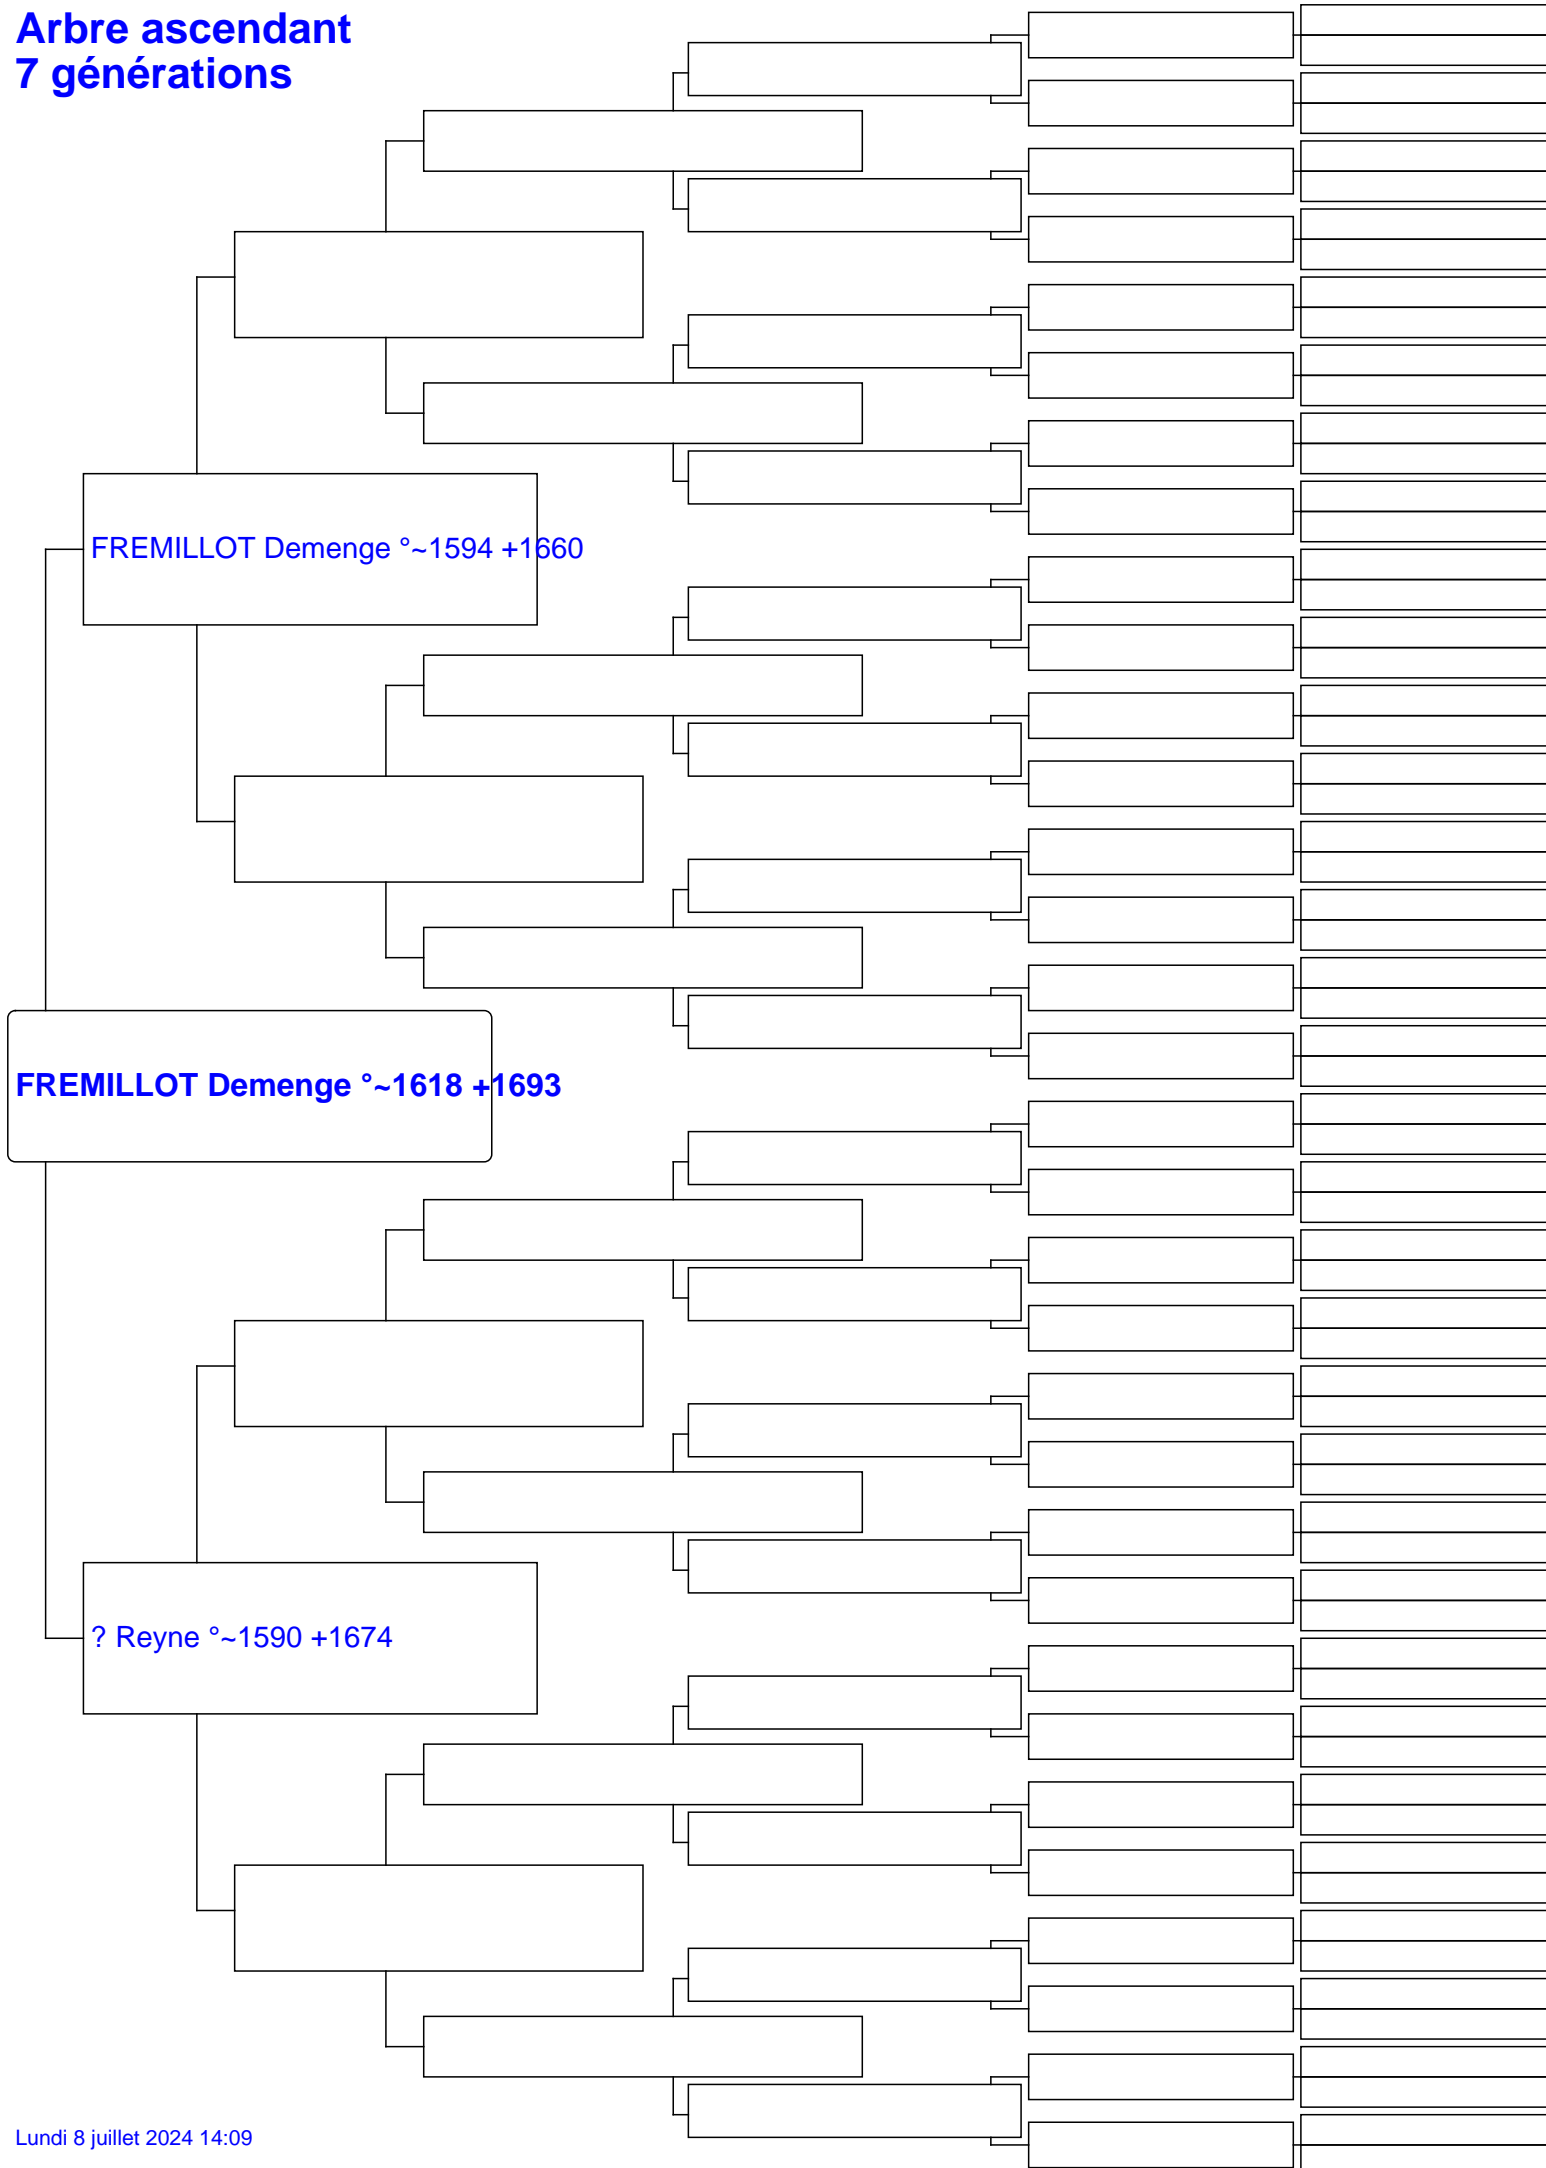 Arbre ascendant
7 générations
FREMILLOT Demenge °~1594 +1660
FREMILLOT Demenge °~1618 +1693
? Reyne °~1590 +1674
Lundi 8 juillet 2024 14:09